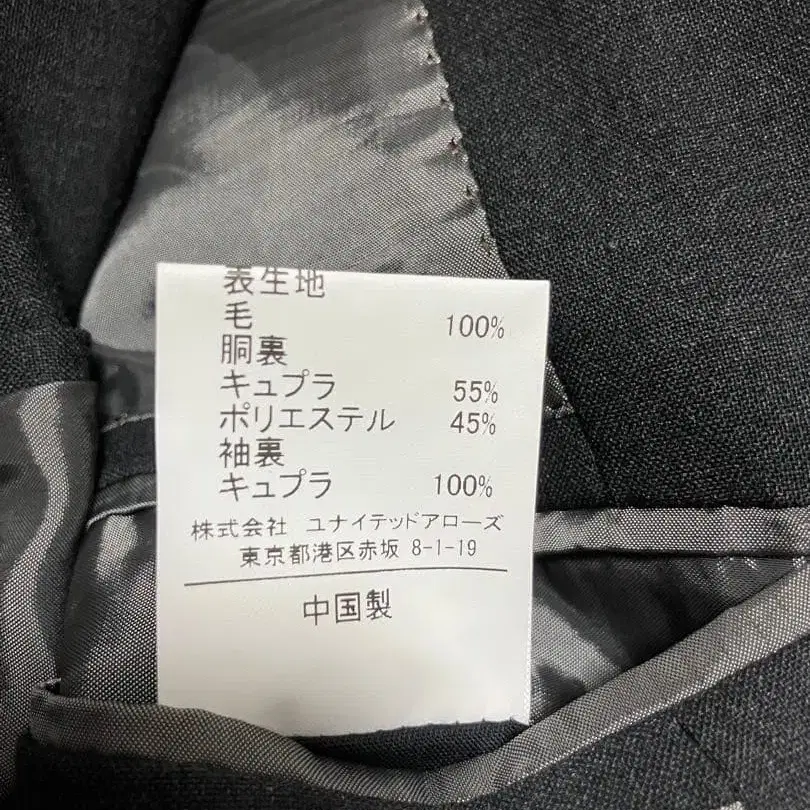 表生地
毛 100%
胴裏
キュプラ 55%
ポリエステル 45%
袖裏
キュプラ 100%
株式会社 ユナイテッドアローズ
東京都港区赤坂 8-1-19
中国製